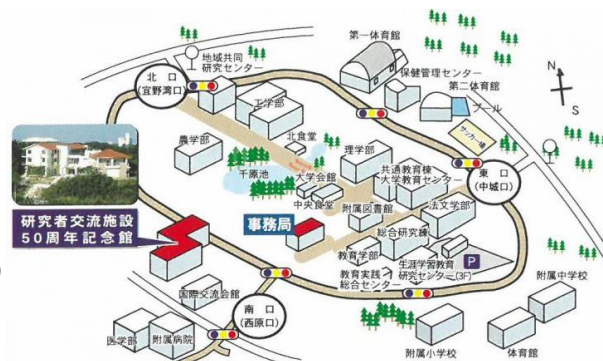 第一体育館
地域共同
研究センター
保健管理センター
北口
(宜野湾口)
第二体育館
プール
N
S
工学部
サッカー場
北食堂
農学部
理学部
千原池
大学会館
共通教育棟
大学教育センター
東口
(中城口)
中央食堂
研究者交流施設
50周年記念館
事務局
附属図書館
法文学部
総合研究棟
教育学部
生涯学習教育
研究センター(3F)
P
教育実践
総合センター
国際交流会館
南口
(西原口)
附属中学校
医学部
附属病院
附属小学校
体育館